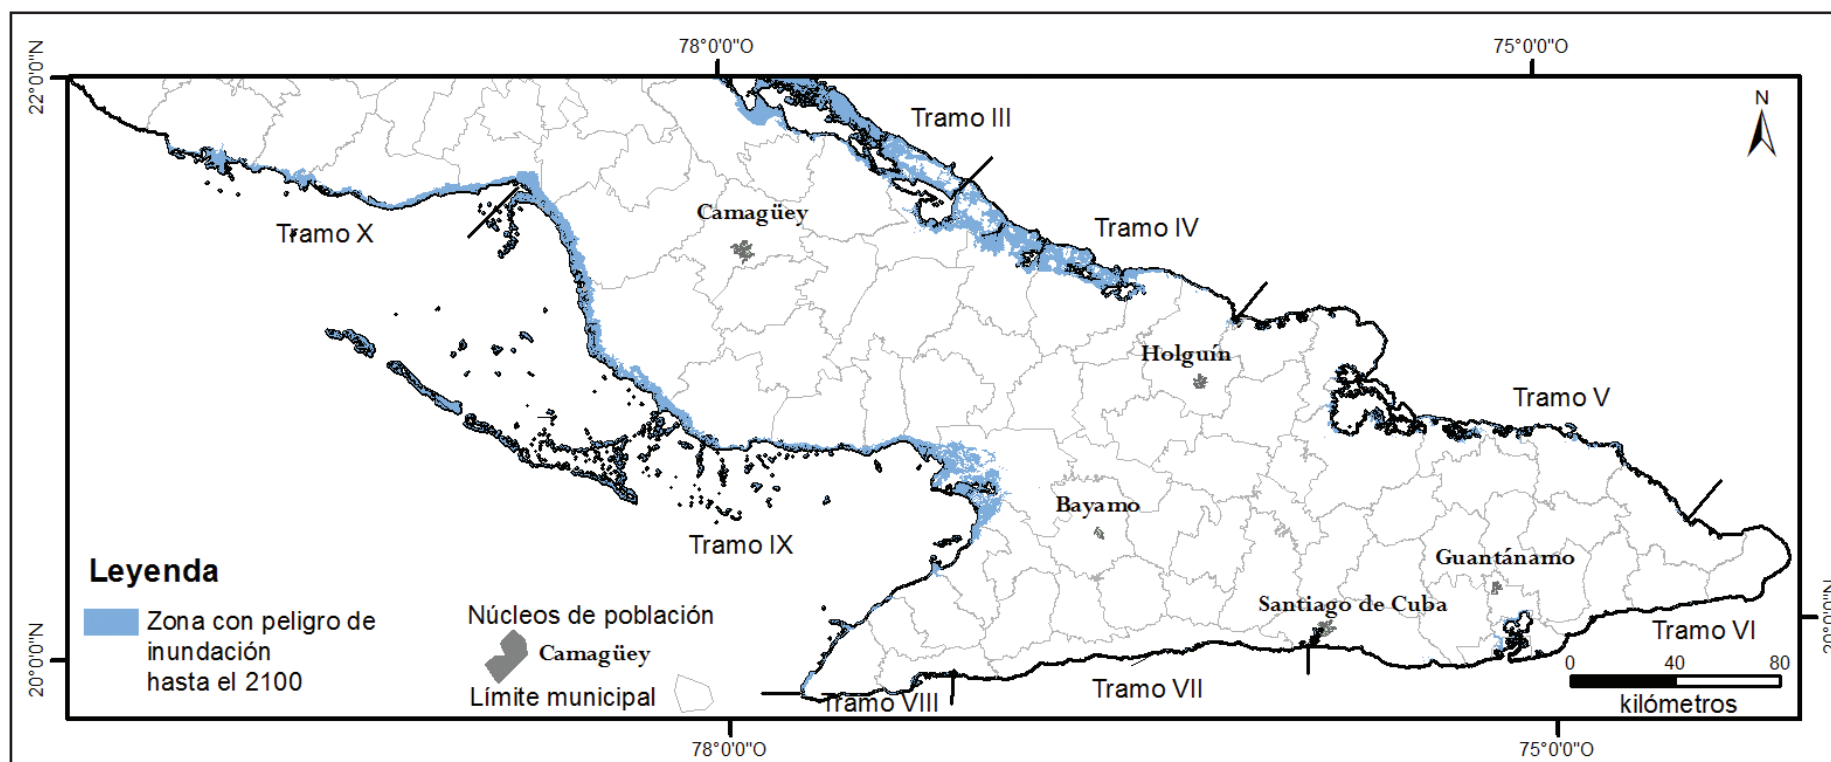 78°0'0"O
75°0'0"O
22°0'0"N
N
Tramo III
Camagüey
Tramo IV
Tramo X
Holguín
Tramo V
Bayamo
Tramo IX
Guantánamo
Santiago de Cuba
Leyenda
Zona con peligro de
inundación
hasta el 2100
Núcleos de población
Camagüey
Límite municipal
Tramo VI
Tramo VII
Tramo VIII
0 40 80
kilómetros
20°0'0"N
20°0'0"N
78°0'0"O
75°0'0"O